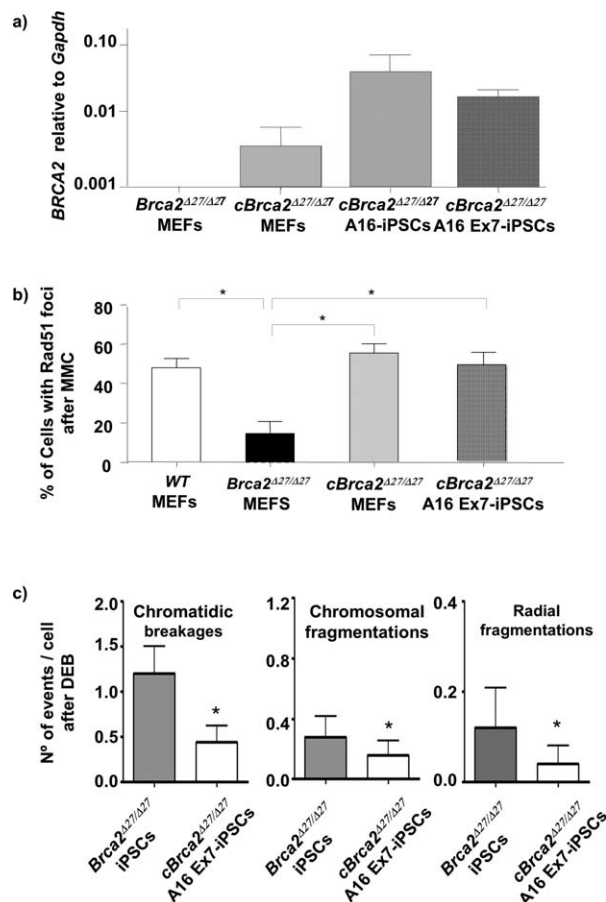 a)
BRCA2 relative to Gapdh
0.10
0.01
0.001
Brca2Δ27/Δ27 MEFs
cBrca2Δ27/Δ27 MEFs
cBrca2Δ27/Δ27 A16-iPSCs
cBrca2Δ27/Δ27 A16 Ex7-iPSCs
b)
% of Cells with Rad51 foci
after MMC
80
60
40
20
0
*
*
*
WT MEFs
Brca2Δ27/Δ27 MEFS
cBrca2Δ27/Δ27 MEFs
cBrca2Δ27/Δ27 A16 Ex7-iPSCs
c)
Nº of events / cell
after DEB
Chromatidic
breakages
2.0
1.5
1.0
0.5
0.0
*
Brca2Δ27/Δ27
iPSCs
cBrca2Δ27/Δ27
A16 Ex7-iPSCs
Chromosomal
fragmentations
1.2
0.8
0.4
0.0
*
Brca2Δ27/Δ27
iPSCs
cBrca2Δ27/Δ27
A16 Ex7-iPSCs
Radial
fragmentations
0.4
0.2
0.0
*
Brca2Δ27/Δ27
iPSCs
cBrca2Δ27/Δ27
A16 Ex7-iPSCs